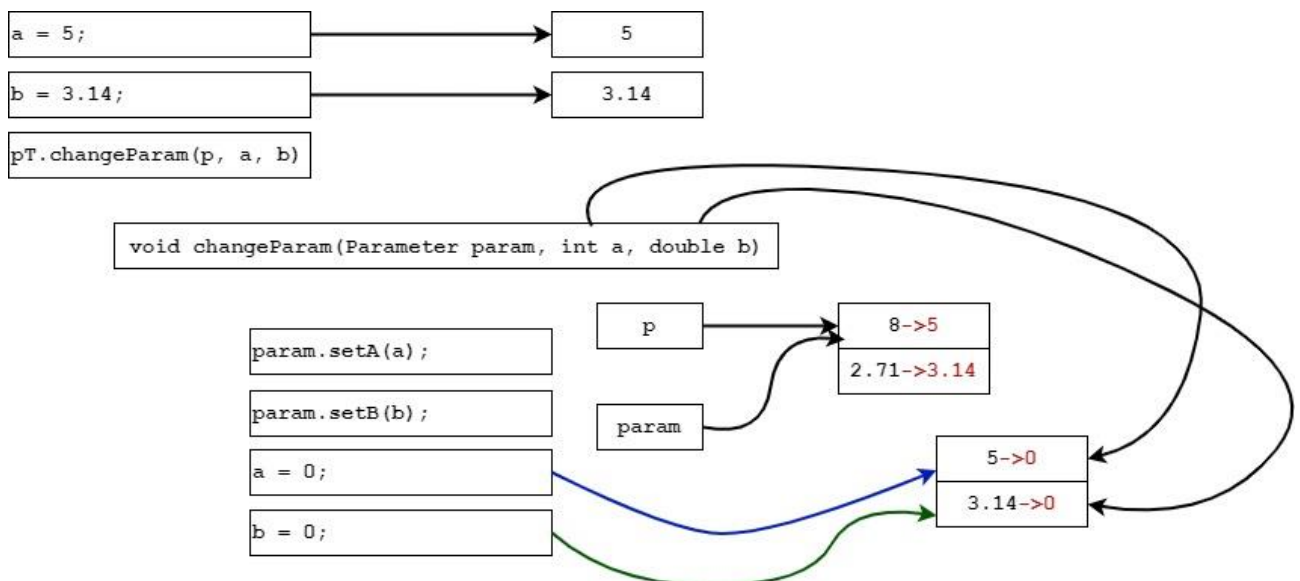 a = 5;
5
b = 3.14;
3.14
pT.changeParam(p, a, b)
void changeParam(Parameter param, int a, double b)
p
8->5
param.setA(a);
2.71->3.14
param.setB(b);
param
5->0
a = 0;
3.14->0
b = 0;